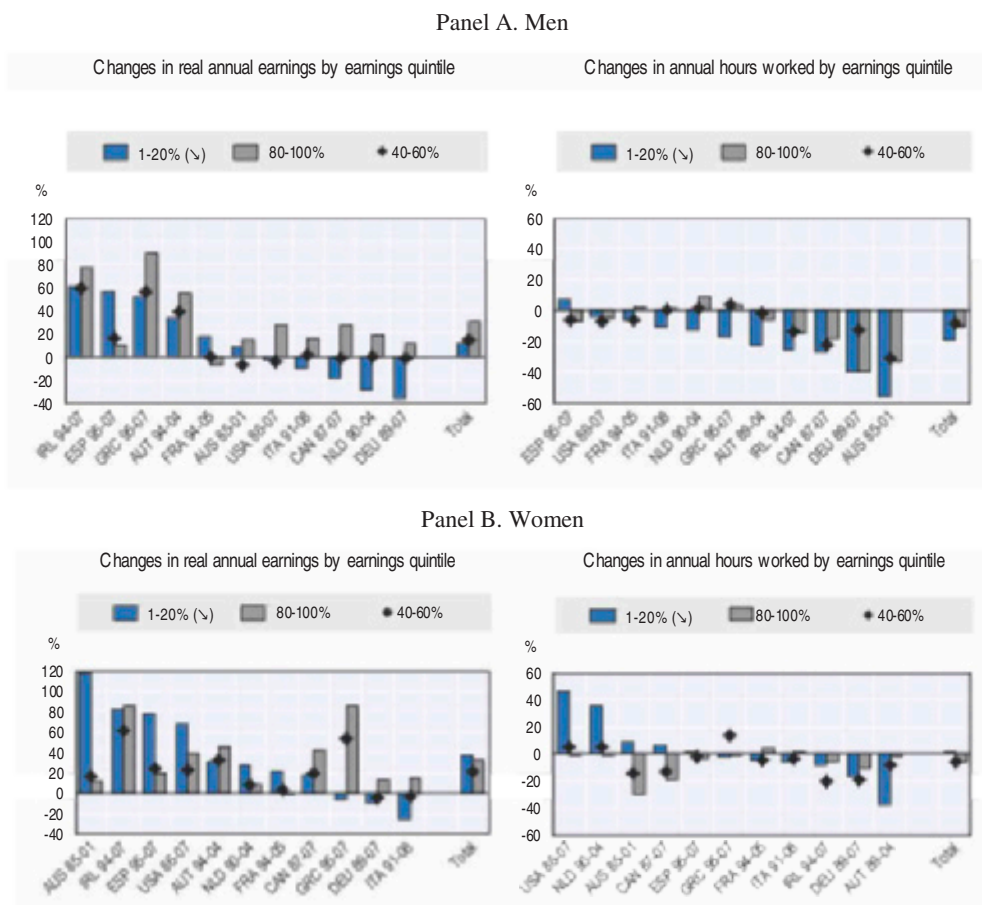 Panel A. Men
Changes in real annual earnings by earnings quintile
Changes in annual hours worked by earnings quintile
1-20% (↘) 80-100% 40-60%
1-20% (↘) 80-100% 40-60%
%
120
100
80
60
40
20
0
-20
-40
IRL 94-07
ESP 95-07
GRC 95-07
AUT 94-04
FRA 94-05
AUS 85-01
USA 86-07
ITA 91-08
CAN 87-07
NLD 90-04
DEU 89-07
Total
%
60
40
20
0
-20
-40
-60
ESP 95-07
USA 86-07
FRA 94-05
ITA 91-08
NLD 90-04
GRC 95-07
AUT 89-04
IRL 94-07
CAN 87-07
DEU 89-07
AUS 85-01
Total
Panel B. Women
Changes in real annual earnings by earnings quintile
Changes in annual hours worked by earnings quintile
1-20% (↘) 80-100% 40-60%
1-20% (↘) 80-100% 40-60%
%
120
100
80
60
40
20
0
-20
-40
AUS 85-01
IRL 94-07
ESP 95-07
USA 86-07
AUT 94-04
NLD 90-04
FRA 94-05
CAN 87-07
GRC 95-07
DEU 89-07
ITA 91-08
Total
%
60
40
20
0
-20
-40
-60
USA 86-07
NLD 90-04
AUS 85-01
CAN 87-07
ESP 95-07
GRC 95-07
FRA 94-05
ITA 91-08
IRL 94-07
DEU 89-07
AUT 89-04
Total